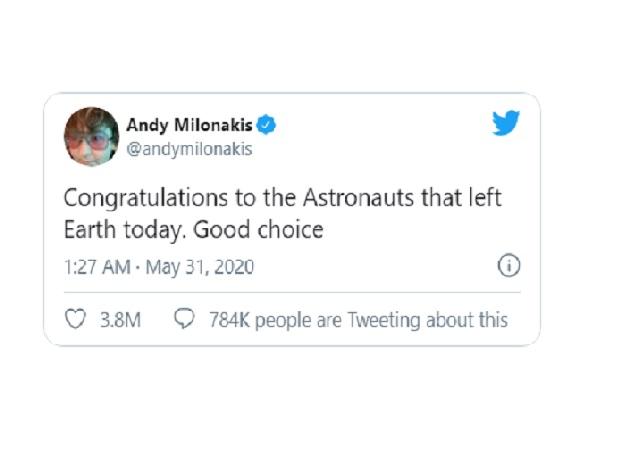 Andy Milonakis
@andymilonakis
Congratulations to the Astronauts that left
Earth today. Good choice
1:27 AM · May 31, 2020
3.8M 784K people are Tweeting about this